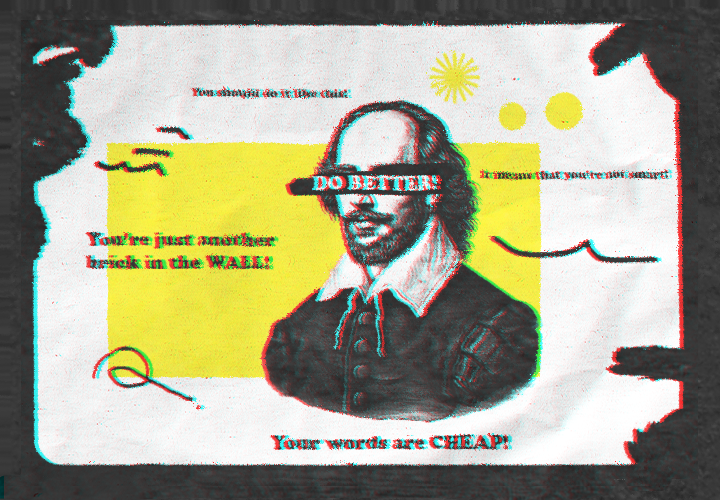 You should do it like this!
DO BETTER!
It means that you're not smart!
You're just another
brick in the WALL!
Your words are CHEAP!